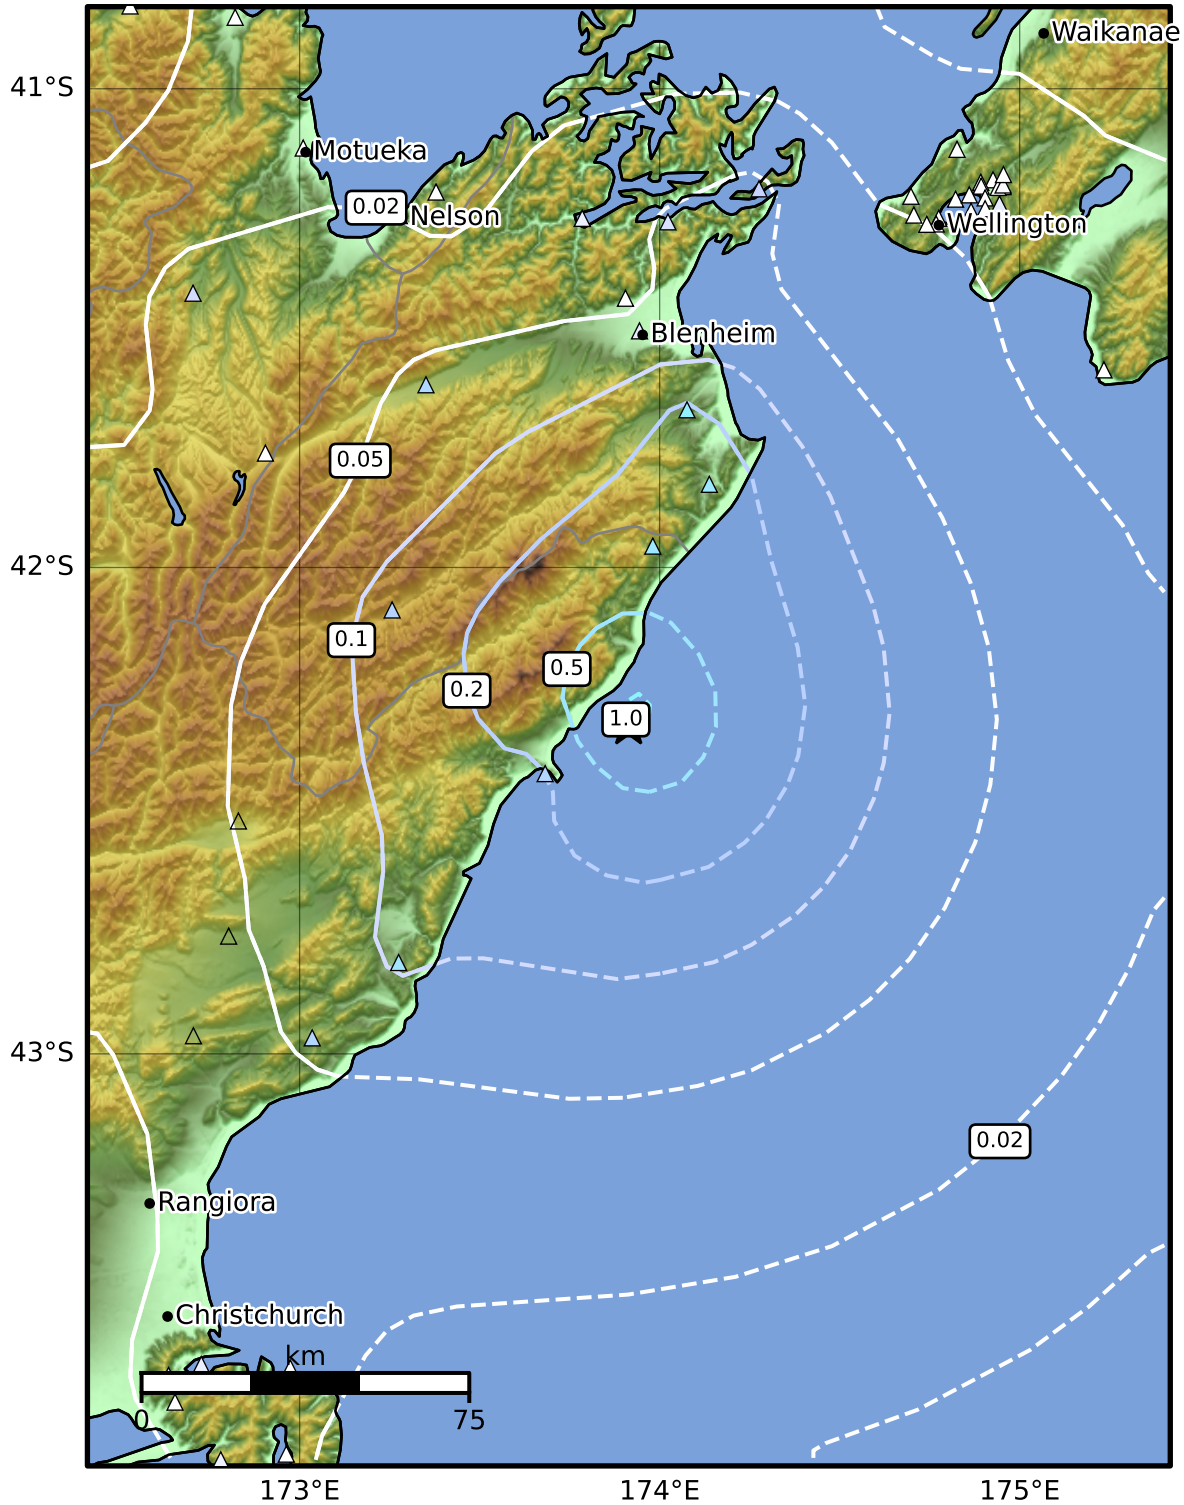 Waikanae
41°S
Motueka
0.02
Nelson
Wellington
Blenheim
0.05
42°S
0.1
0.5
0.2
1.0
43°S
0.02
Rangiora
Christchurch
km
0
75
173°E
174°E
175°E